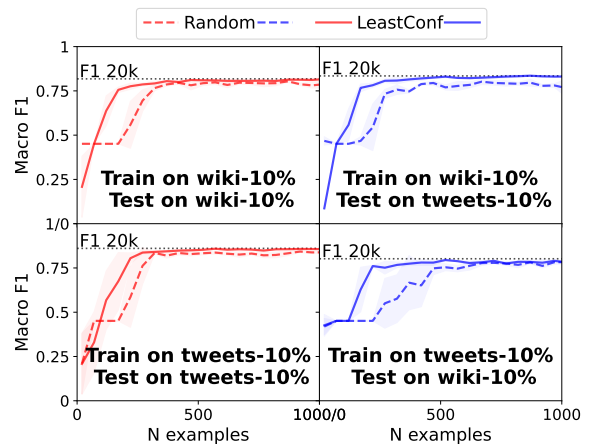 Random LeastConf
1
F1 20k
F1 20k
0.75
0.5
0.25
Macro F1
Train on wiki-10%
Test on wiki-10%
Train on wiki-10%
Test on tweets-10%
1/0
F1 20k
F1 20k
0.75
0.5
0.25
0
Macro F1
Train on tweets-10%
Test on tweets-10%
Train on tweets-10%
Test on wiki-10%
0 500 1000/0 500 1000
N examples N examples